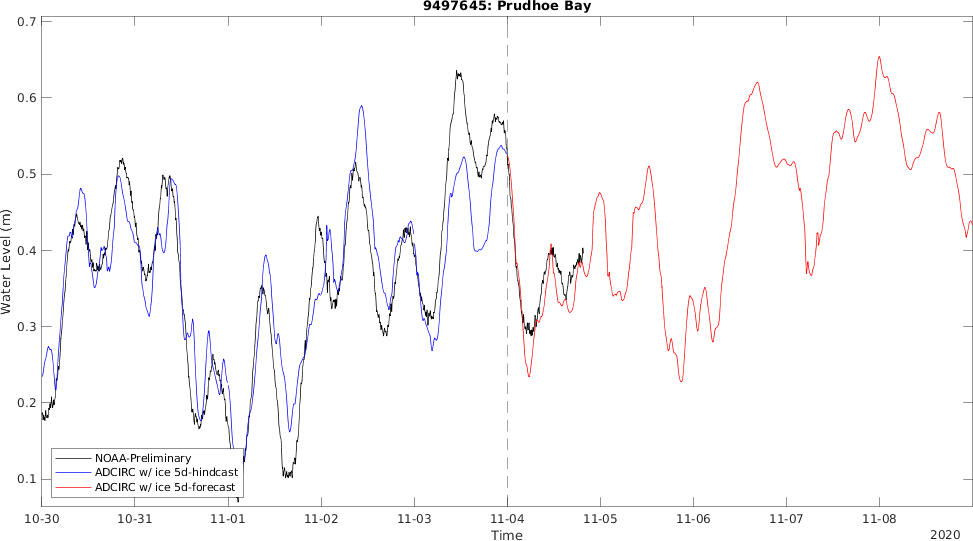 9497645: Prudhoe Bay
0.7
0.6
0.5
0.4
0.3
0.2
0.1
Water Level (m)
NOAA-Preliminary
ADCIRC w/ ice 5d-hindcast
ADCIRC w/ ice 5d-forecast
10-30 10-31 11-01 11-02 11-03 11-04 11-05 11-06 11-07 11-08
Time
2020